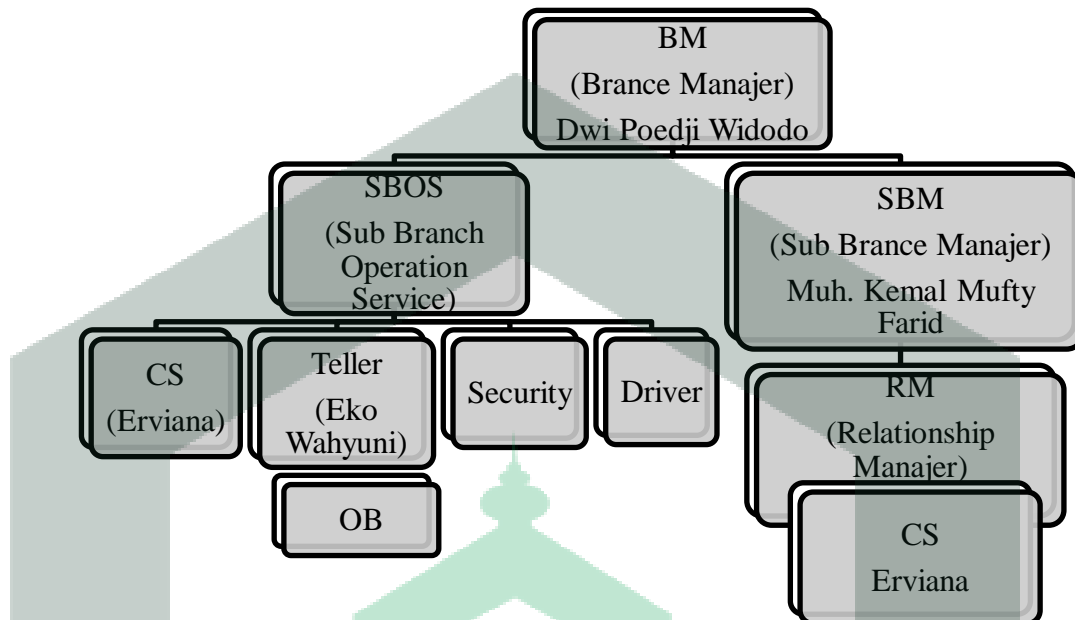 BM
(Brance Manajer)
Dwi Poedji Widodo
SBOS
(Sub Branch
Operation
Service)
SBM
(Sub Brance Manajer)
Muh. Kemal Mufty
Farid
CS
(Erviana)
Teller
(Eko
Wahyuni)
Security
Driver
RM
(Relationship
Manajer)
OB
CS
Erviana